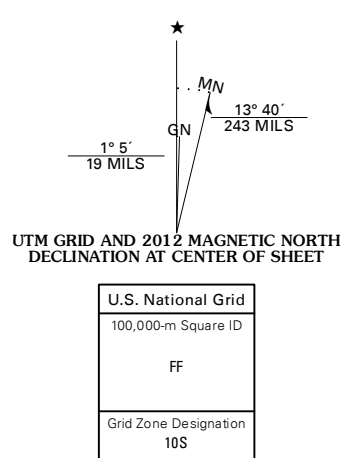 ★
MN
13° 40´
243 MILS
GN
1° 5´
19 MILS
UTM GRID AND 2012 MAGNETIC NORTH
DECLINATION AT CENTER OF SHEET
U.S. National Grid
100,000-m Square ID
FF
Grid Zone Designation
10S